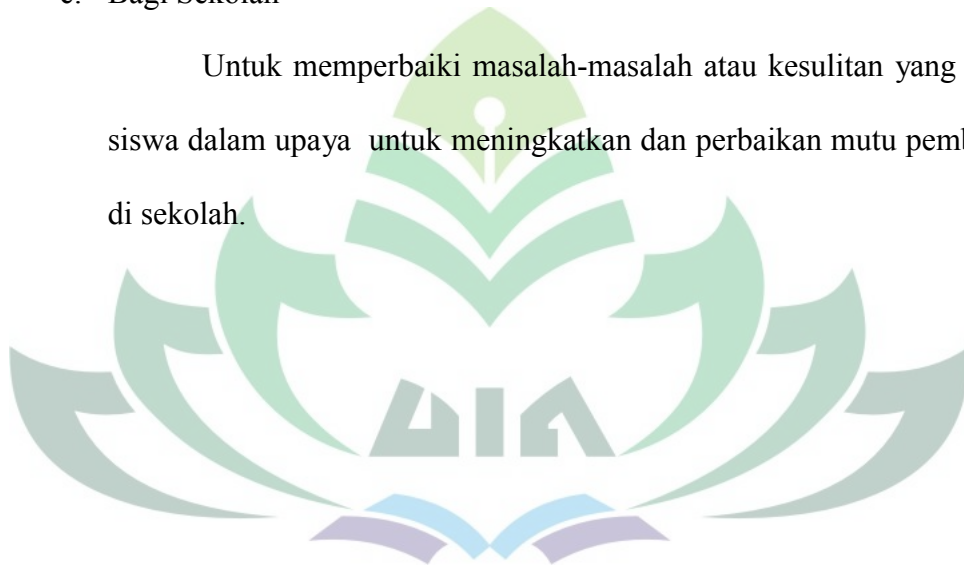 Bagi Sekolah
Untuk memperbaiki masalah-masalah atau kesulitan yang
siswa dalam upaya untuk meningkatkan dan perbaikan mutu
di sekolah.
UIN